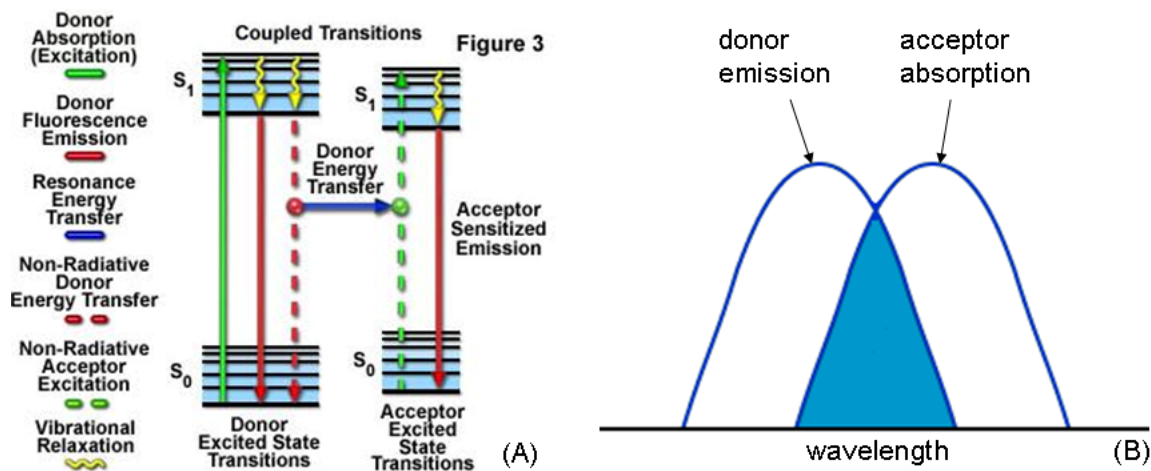 Donor
Absorption
(Excitation)
Donor
Fluorescence
Emission
Resonance
Energy
Transfer
Non-Radiative
Donor
Energy Transfer
Non-Radiative
Acceptor
Excitation
Vibrational
Relaxation
Coupled Transitions
Figure 3
S1
S1
Donor
Energy
Transfer
Acceptor
Sensitized
Emission
S0
S0
Donor
Excited State
Transitions
Acceptor
Excited
State
Transitions
(A)
donor
emission
acceptor
absorption
wavelength
(B)